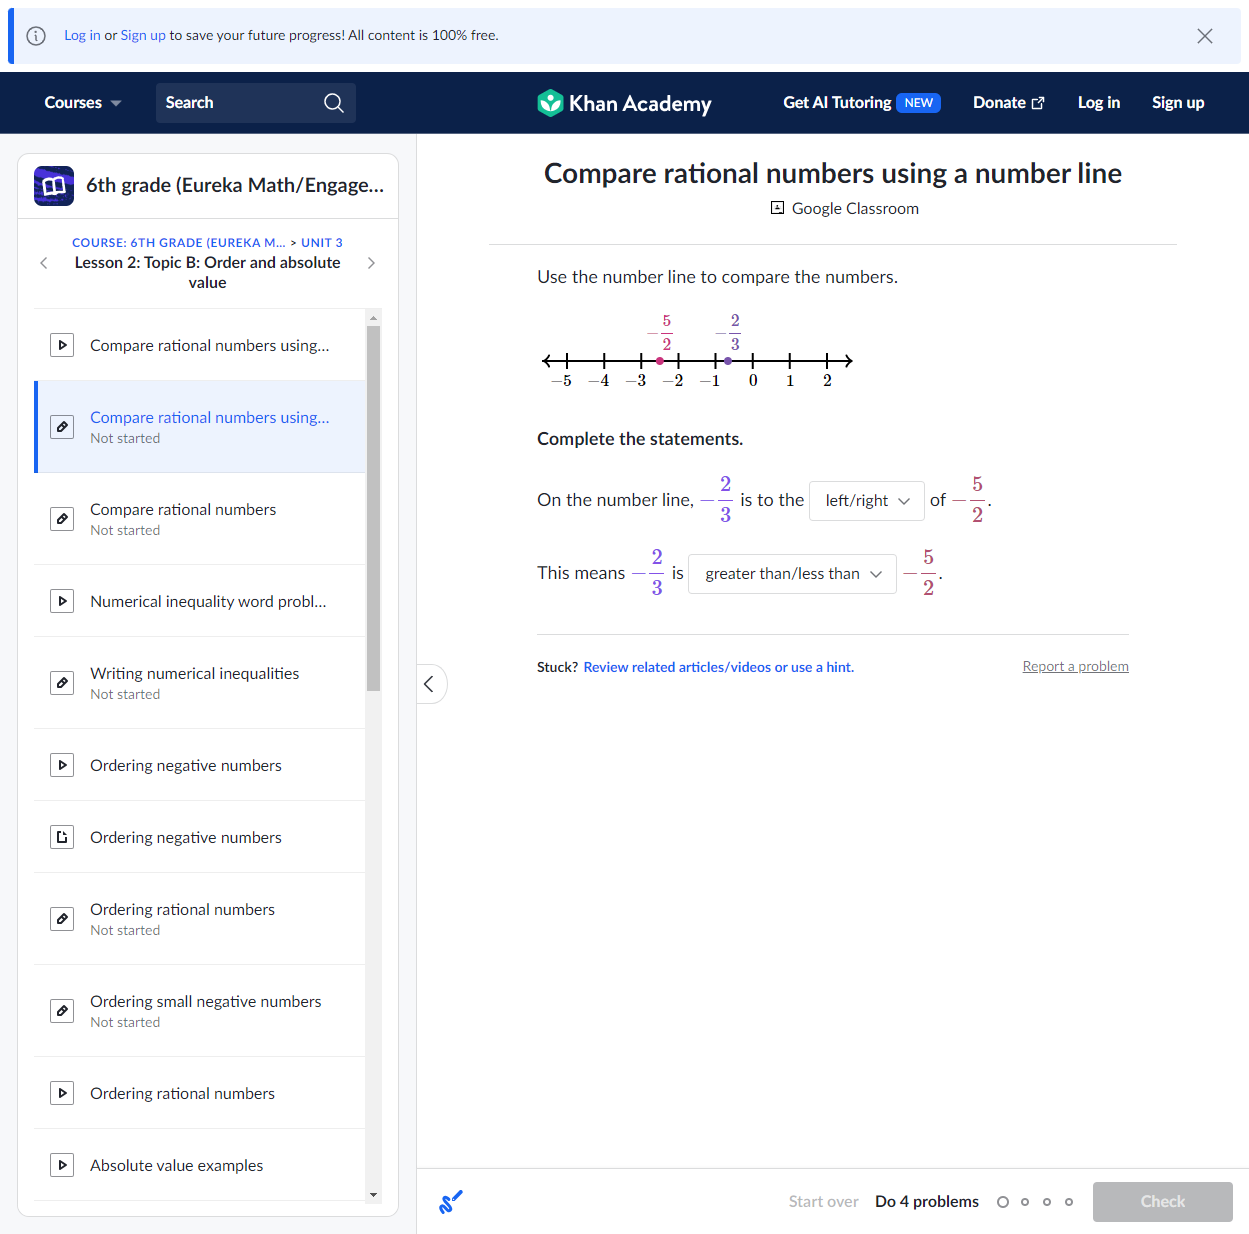 Log in or Sign up to save your future progress! All content is 100% free.
Courses
Search
Khan Academy
Get AI Tutoring NEW
Donate
Log in
Sign up
6th grade (Eureka Math/Engage...
COURSE: 6TH GRADE (EUREKA M... > UNIT 3
Lesson 2: Topic B: Order and absolute
value
Compare rational numbers using...
Compare rational numbers using...
Not started
Compare rational numbers
Not started
Numerical inequality word probl...
Writing numerical inequalities
Not started
Ordering negative numbers
Ordering negative numbers
Ordering rational numbers
Not started
Ordering small negative numbers
Not started
Ordering rational numbers
Absolute value examples
Compare rational numbers using a number line
Google Classroom
Use the number line to compare the numbers.
−5/2 −2/3
−5 −4 −3 −2 −1 0 1 2
Complete the statements.
On the number line, −2/3 is to the left/right of −5/2.
This means −2/3 is greater than/less than −5/2.
Stuck? Review related articles/videos or use a hint.
Report a problem
Start over
Do 4 problems
Check